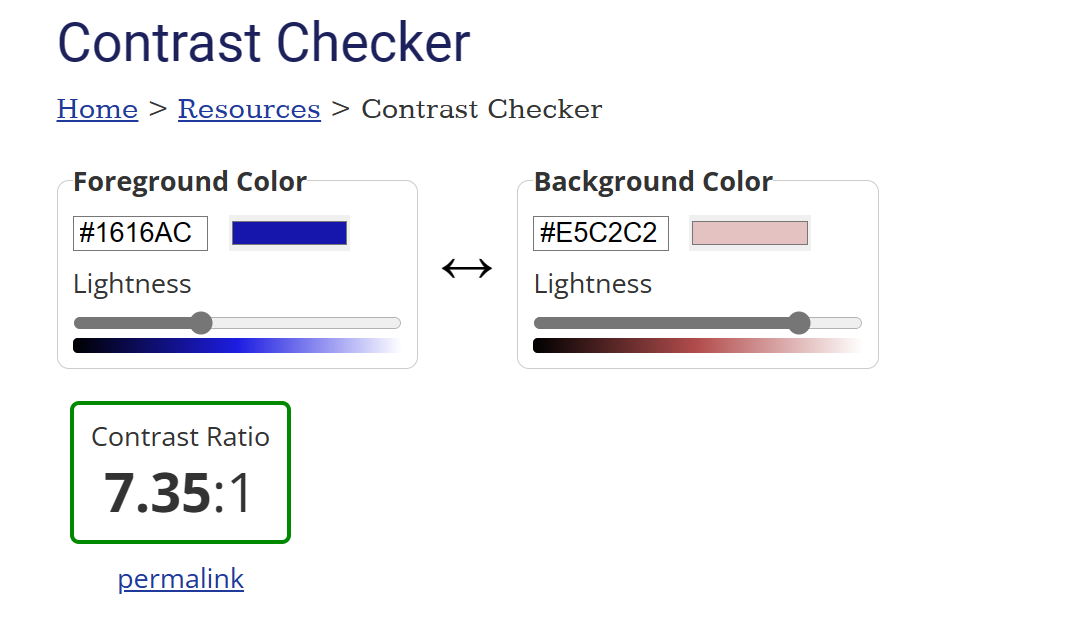 Contrast Checker
Home > Resources > Contrast Checker
Foreground Color
#1616AC
Lightness
Background Color
#E5C2C2
Lightness
Contrast Ratio
7.35:1
permalink